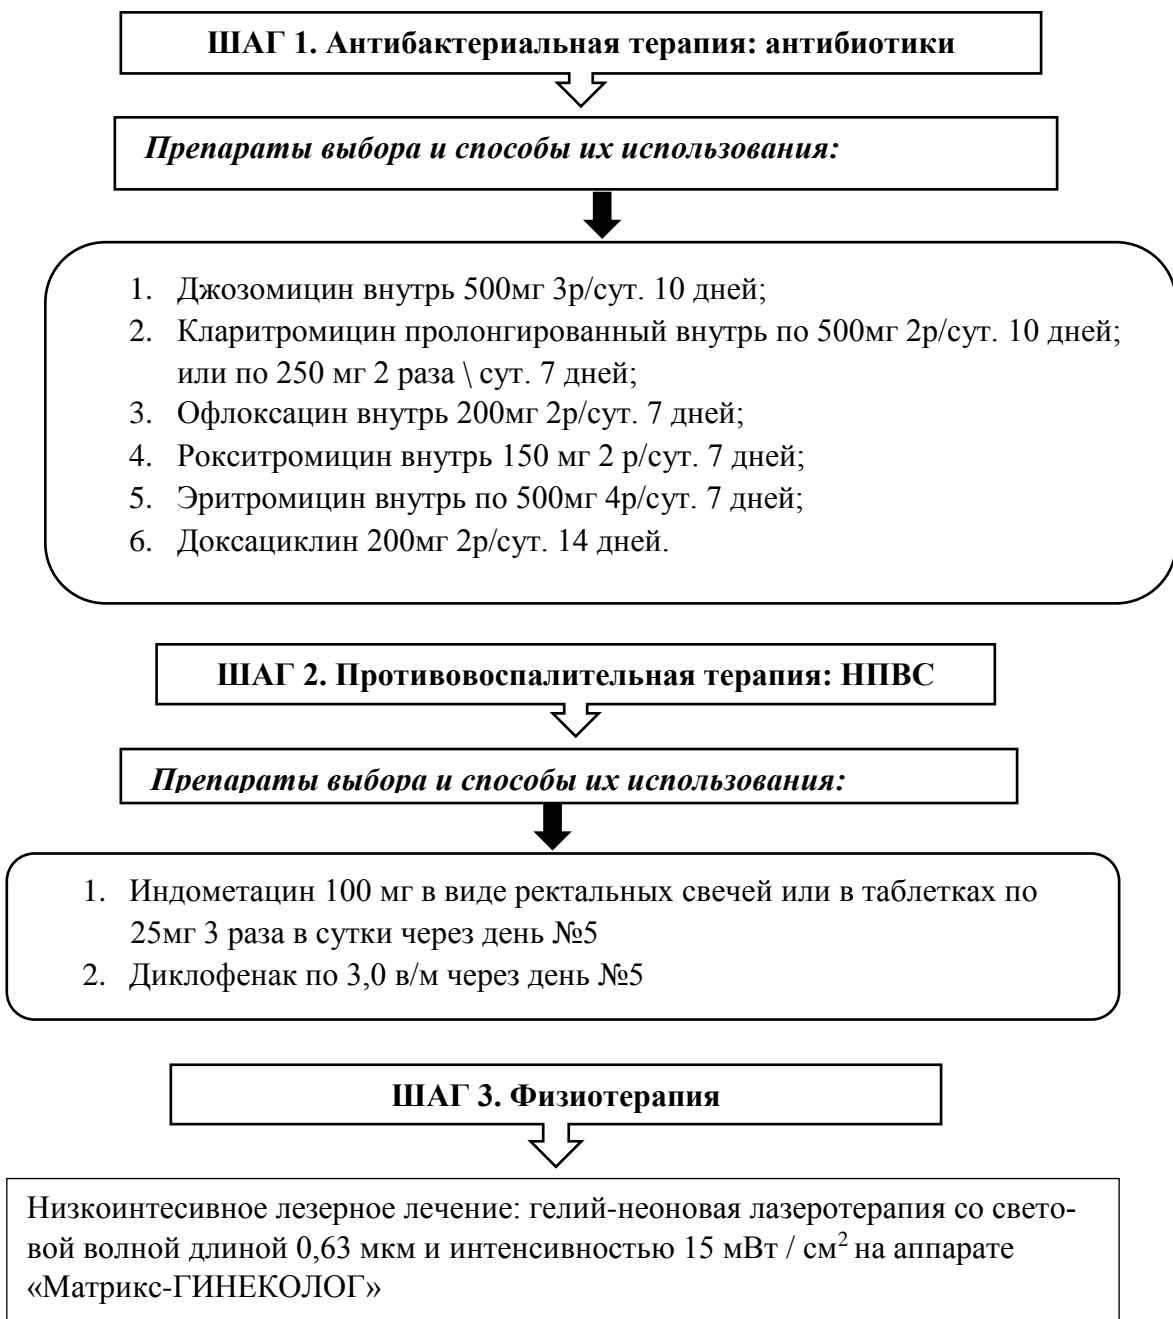 ШАГ 1. Антибактериальная терапия: антибиотики
Препараты выбора и способы их использования:
1. Джозомицин внутрь 500мг 3р/сут. 10 дней;
2. Кларитромицин пролонгированный внутрь по 500мг 2р/сут. 10 дней;
или по 250 мг 2 раза \ сут. 7 дней;
3. Офлоксацин внутрь 200мг 2р/сут. 7 дней;
4. Рокситромицин внутрь 150 мг 2 р/сут. 7 дней;
5. Эритромицин внутрь по 500мг 4р/сут. 7 дней;
6. Доксациклин 200мг 2р/сут. 14 дней.
ШАГ 2. Противовоспалительная терапия: НПВС
Препараты выбора и способы их использования:
1. Индометацин 100 мг в виде ректальных свечей или в таблетках по
25мг 3 раза в сутки через день №5
2. Диклофенак по 3,0 в/м через день №5
ШАГ 3. Физиотерапия
Низкоинтесивное лезерное лечение: гелий-неоновая лазеротерапия со свето-
вой волной длиной 0,63 мкм и интенсивностью 15 мВт / см² на аппарате
«Матрикс-ГИНЕКОЛОГ»